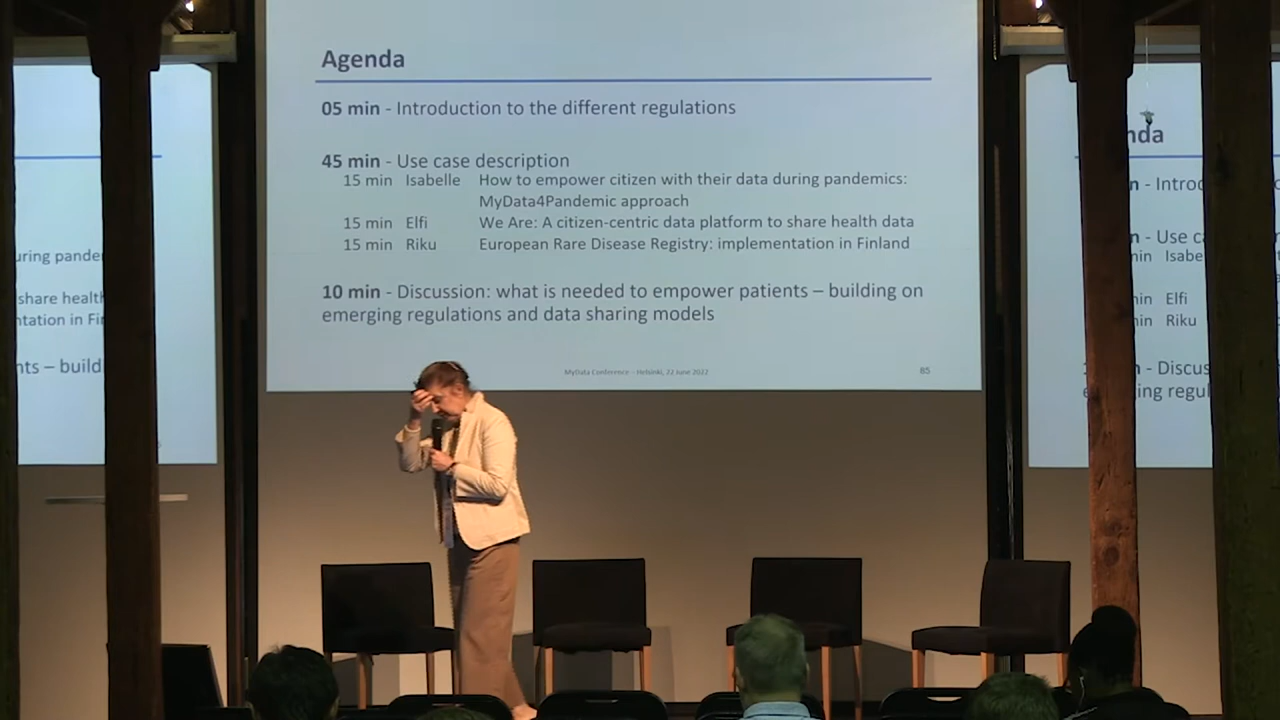 Agenda
05 min - Introduction to the different regulations
45 min - Use case description
15 min Isabelle How to empower citizen with their data during pandemics:
MyData4Pandemic approach
15 min Elfi We Are: A citizen-centric data platform to share health data
15 min Riku European Rare Disease Registry: implementation in Finland
10 min - Discussion: what is needed to empower patients – building on
emerging regulations and data sharing models
MyData Conference – Helsinki, 22 June 2022
85